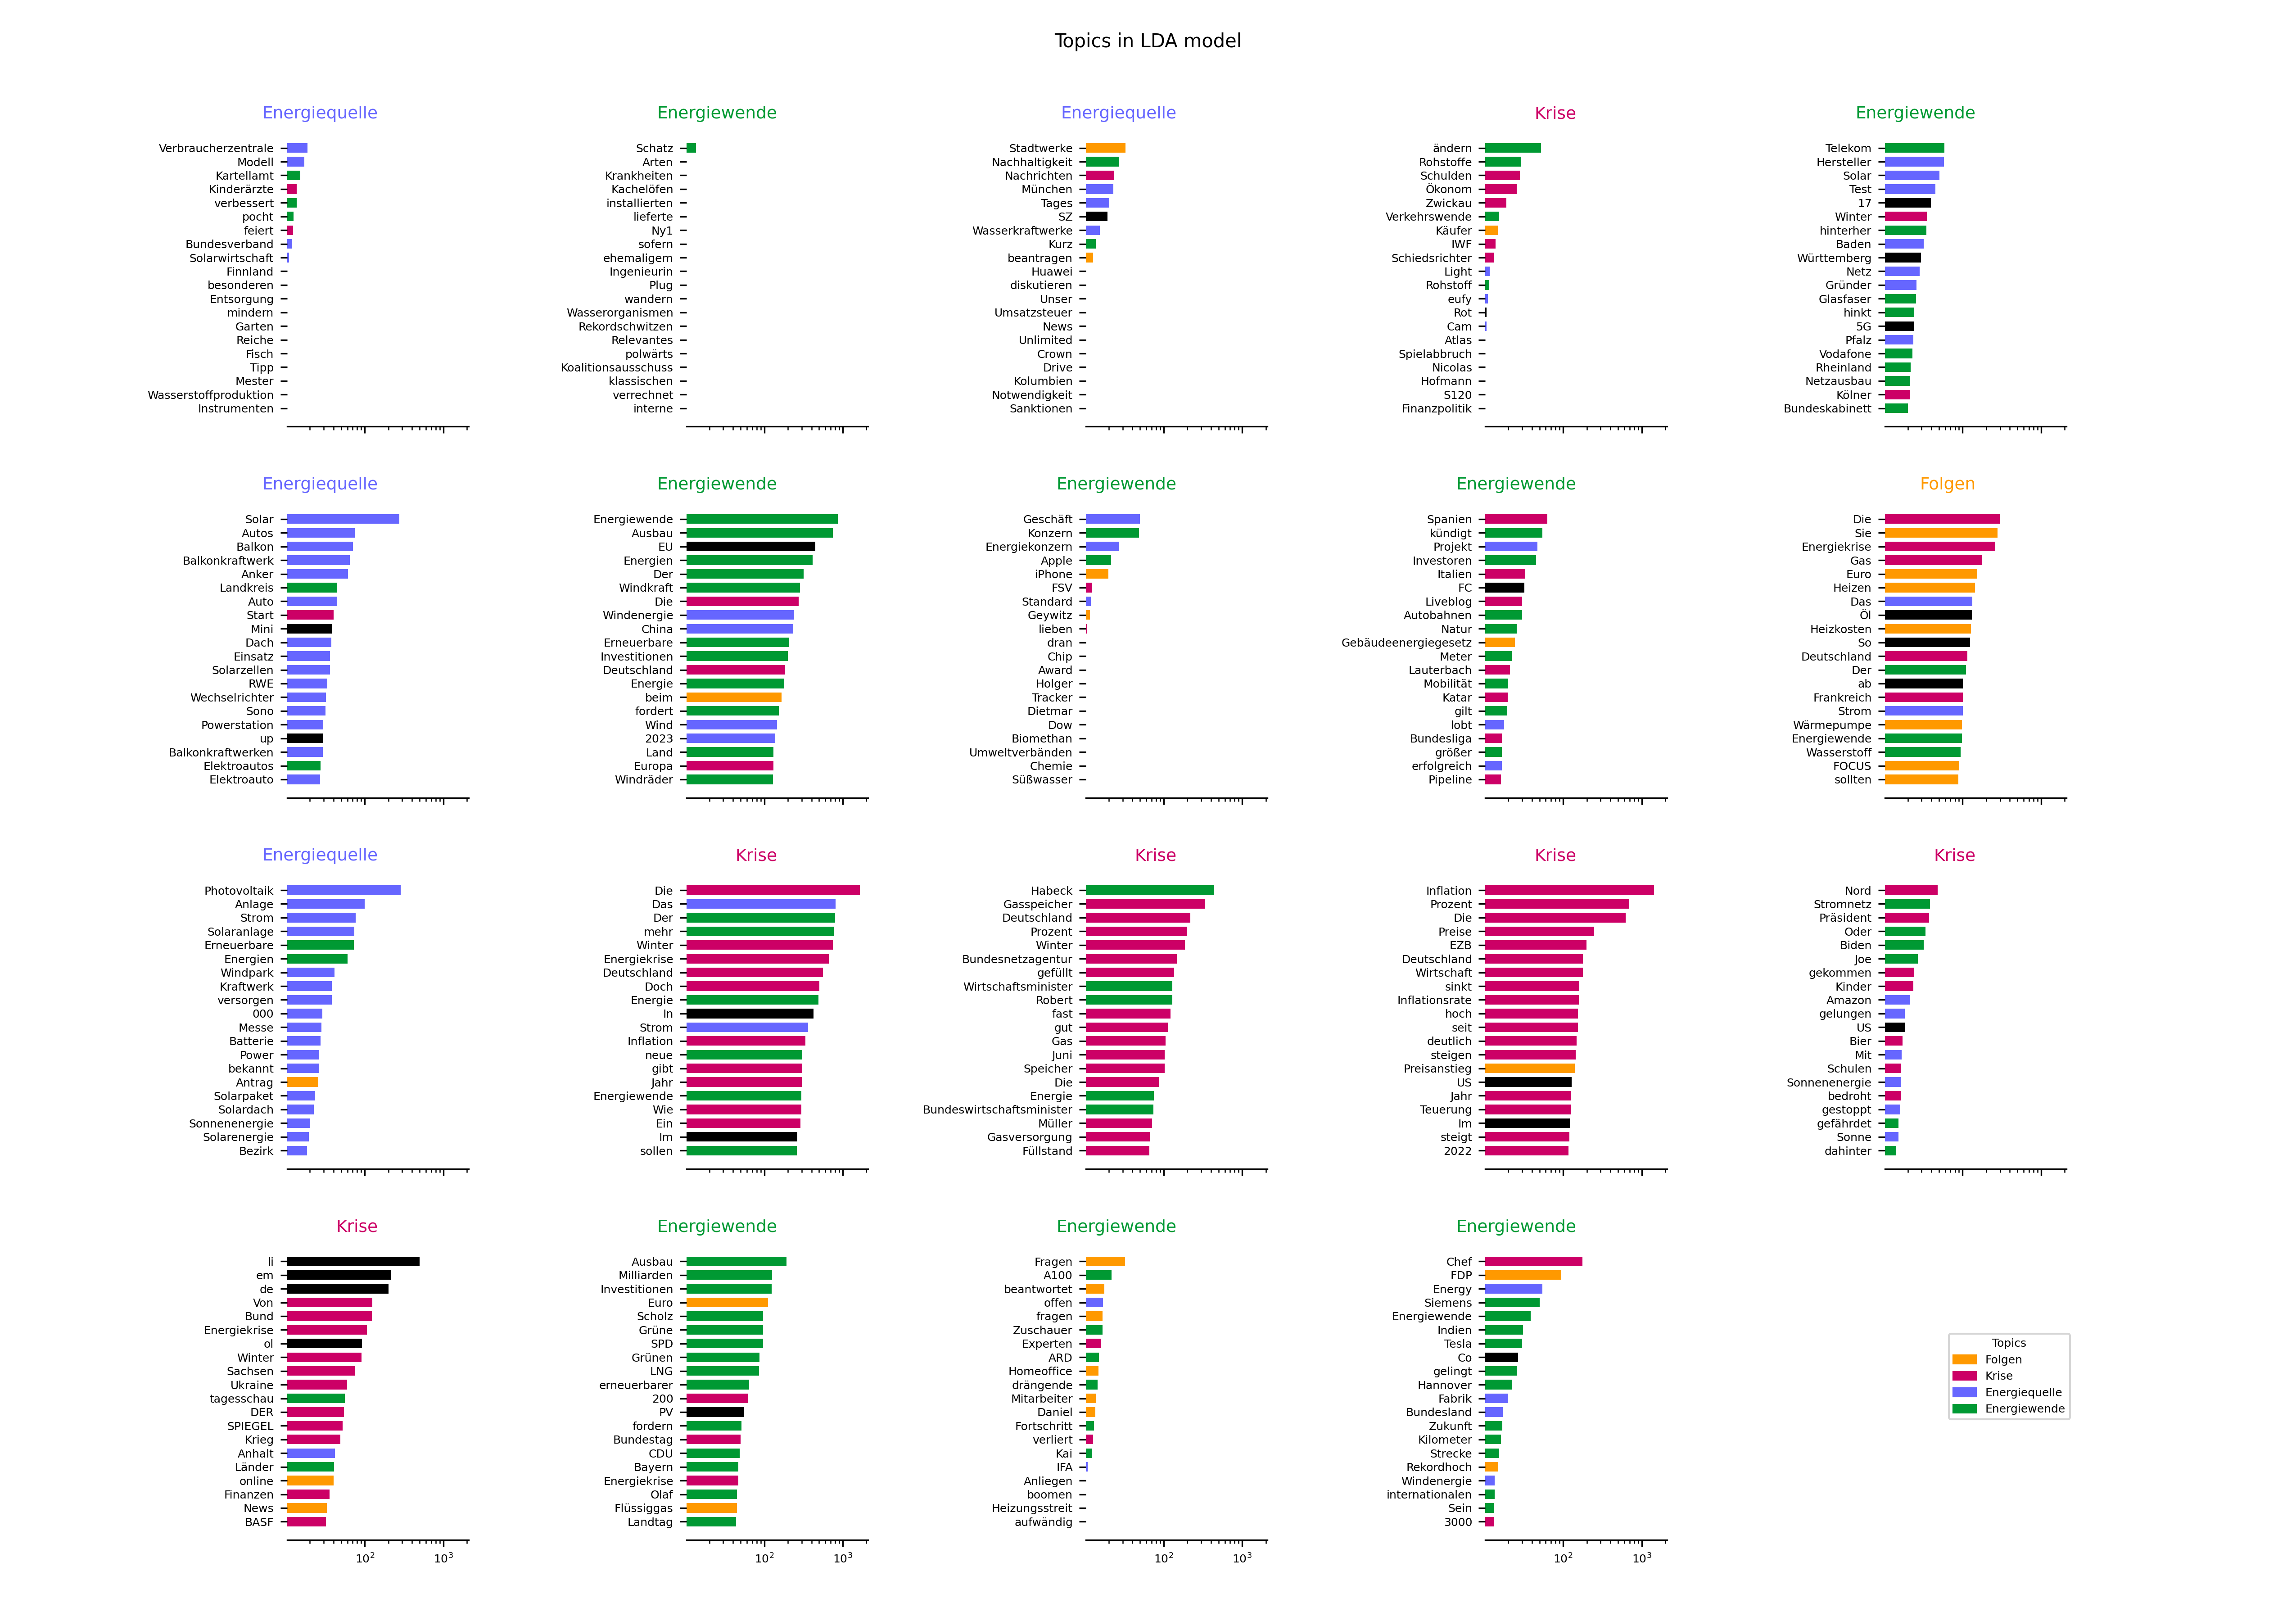 Topics in LDA model
Energiequelle
Verbraucherzentrale
Modell
Kartellamt
Kinderärzte
verbessert
pocht
feiert
Bundesverband
Solarwirtschaft
Finnland
besonderen
Entsorgung
mindern
Garten
Reiche
Fisch
Tipp
Mester
Wasserstoffproduktion
Instrumenten
Energiewende
Schatz
Arten
Krankheiten
Kachelöfen
installierten
lieferte
Ny1
sofern
ehemaligem
Ingenieurin
Plug
wandern
Wasserorganismen
Rekordschwitzen
Relevantes
polwärts
Koalitionsausschuss
klassischen
verrechnet
interne
Energiequelle
Stadtwerke
Nachhaltigkeit
Nachrichten
München
Tages
SZ
Wasserkraftwerke
Kurz
beantragen
Huawei
diskutieren
Unser
Umsatzsteuer
News
Unlimited
Crown
Drive
Kolumbien
Notwendigkeit
Sanktionen
Krise
ändern
Rohstoffe
Schulden
Ökonom
Zwickau
Verkehrswende
Käufer
IWF
Schiedsrichter
Light
Rohstoff
eufy
Rot
Cam
Atlas
Spielabbruch
Nicolas
Hofmann
S120
Finanzpolitik
Energiewende
Telekom
Hersteller
Solar
Test
17
Winter
hinterher
Baden
Württemberg
Netz
Gründer
Glasfaser
hinkt
5G
Pfalz
Vodafone
Rheinland
Netzausbau
Kölner
Bundeskabinett
Energiequelle
Solar
Autos
Balkon
Balkonkraftwerk
Anker
Landkreis
Auto
Start
Mini
Dach
Einsatz
Solarzellen
RWE
Wechselrichter
Sono
Powerstation
up
Balkonkraftwerken
Elektroautos
Elektroauto
Energiewende
Energiewende
Ausbau
EU
Energien
Der
Windkraft
Die
Windenergie
China
Erneuerbare
Investitionen
Deutschland
Energie
beim
fordert
Wind
2023
Land
Europa
Windräder
Energiewende
Geschäft
Konzern
Energiekonzern
Apple
iPhone
FSV
Standard
Geywitz
lieben
dran
Chip
Award
Holger
Tracker
Dietmar
Dow
Biomethan
Umweltverbänden
Chemie
Süßwasser
Energiewende
Spanien
kündigt
Projekt
Investoren
Italien
FC
Liveblog
Autobahnen
Natur
Gebäudeenergiegesetz
Meter
Lauterbach
Mobilität
Katar
gilt
lobt
Bundesliga
größer
erfolgreich
Pipeline
Folgen
Die
Sie
Energiekrise
Gas
Euro
Heizen
Das
Öl
Heizkosten
So
Deutschland
Der
ab
Frankreich
Strom
Wärmepumpe
Energiewende
Wasserstoff
FOCUS
sollten
Energiequelle
Photovoltaik
Anlage
Strom
Solaranlage
Erneuerbare
Energien
Windpark
Kraftwerk
versorgen
000
Messe
Batterie
Power
bekannt
Antrag
Solarpaket
Solardach
Sonnenenergie
Solarenergie
Bezirk
Krise
Die
Das
Der
mehr
Winter
Energiekrise
Deutschland
Doch
Energie
In
Strom
Inflation
neue
gibt
Jahr
Energiewende
Wie
Ein
Im
sollen
Krise
Habeck
Gasspeicher
Deutschland
Prozent
Winter
Bundesnetzagentur
gefüllt
Wirtschaftsminister
Robert
fast
gut
Gas
Juni
Speicher
Die
Energie
Bundeswirtschaftsminister
Müller
Gasversorgung
Füllstand
Krise
Inflation
Prozent
Die
Preise
EZB
Deutschland
Wirtschaft
sinkt
Inflationsrate
hoch
seit
deutlich
steigen
Preisanstieg
US
Jahr
Teuerung
Im
steigt
2022
Krise
Nord
Stromnetz
Präsident
Oder
Biden
Joe
gekommen
Kinder
Amazon
gelungen
US
Bier
Mit
Schulen
Sonnenenergie
bedroht
gestoppt
gefährdet
Sonne
dahinter
Krise
li
em
de
Von
Bund
Energiekrise
ol
Winter
Sachsen
Ukraine
tagesschau
DER
SPIEGEL
Krieg
Anhalt
Länder
online
Finanzen
News
BASF
10² 10³
Energiewende
Ausbau
Milliarden
Investitionen
Euro
Scholz
Grüne
SPD
Grünen
LNG
erneuerbarer
200
PV
fordern
Bundestag
CDU
Bayern
Energiekrise
Olaf
Flüssiggas
Landtag
10² 10³
Energiewende
Fragen
A100
beantwortet
offen
fragen
Zuschauer
Experten
ARD
Homeoffice
drängende
Mitarbeiter
Daniel
Fortschritt
verliert
Kai
IFA
Anliegen
boomen
Heizungsstreit
aufwändig
10² 10³
Energiewende
Chef
FDP
Energy
Siemens
Energiewende
Indien
Tesla
Co
gelingt
Hannover
Fabrik
Bundesland
Zukunft
Kilometer
Strecke
Rekordhoch
Windenergie
internationalen
Sein
3000
10² 10³
Topics
Folgen
Krise
Energiequelle
Energiewende